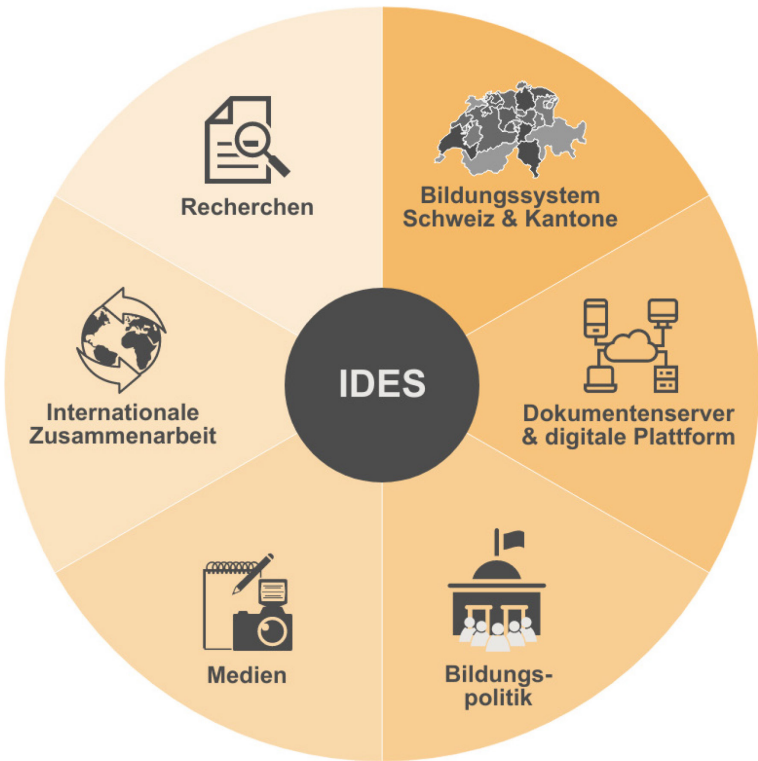 Recherchen
Bildungssystem
Schweiz & Kantone
Internationale
Zusammenarbeit
IDES
Dokumentenserver
& digitale Plattform
Medien
Bildungs-
politik